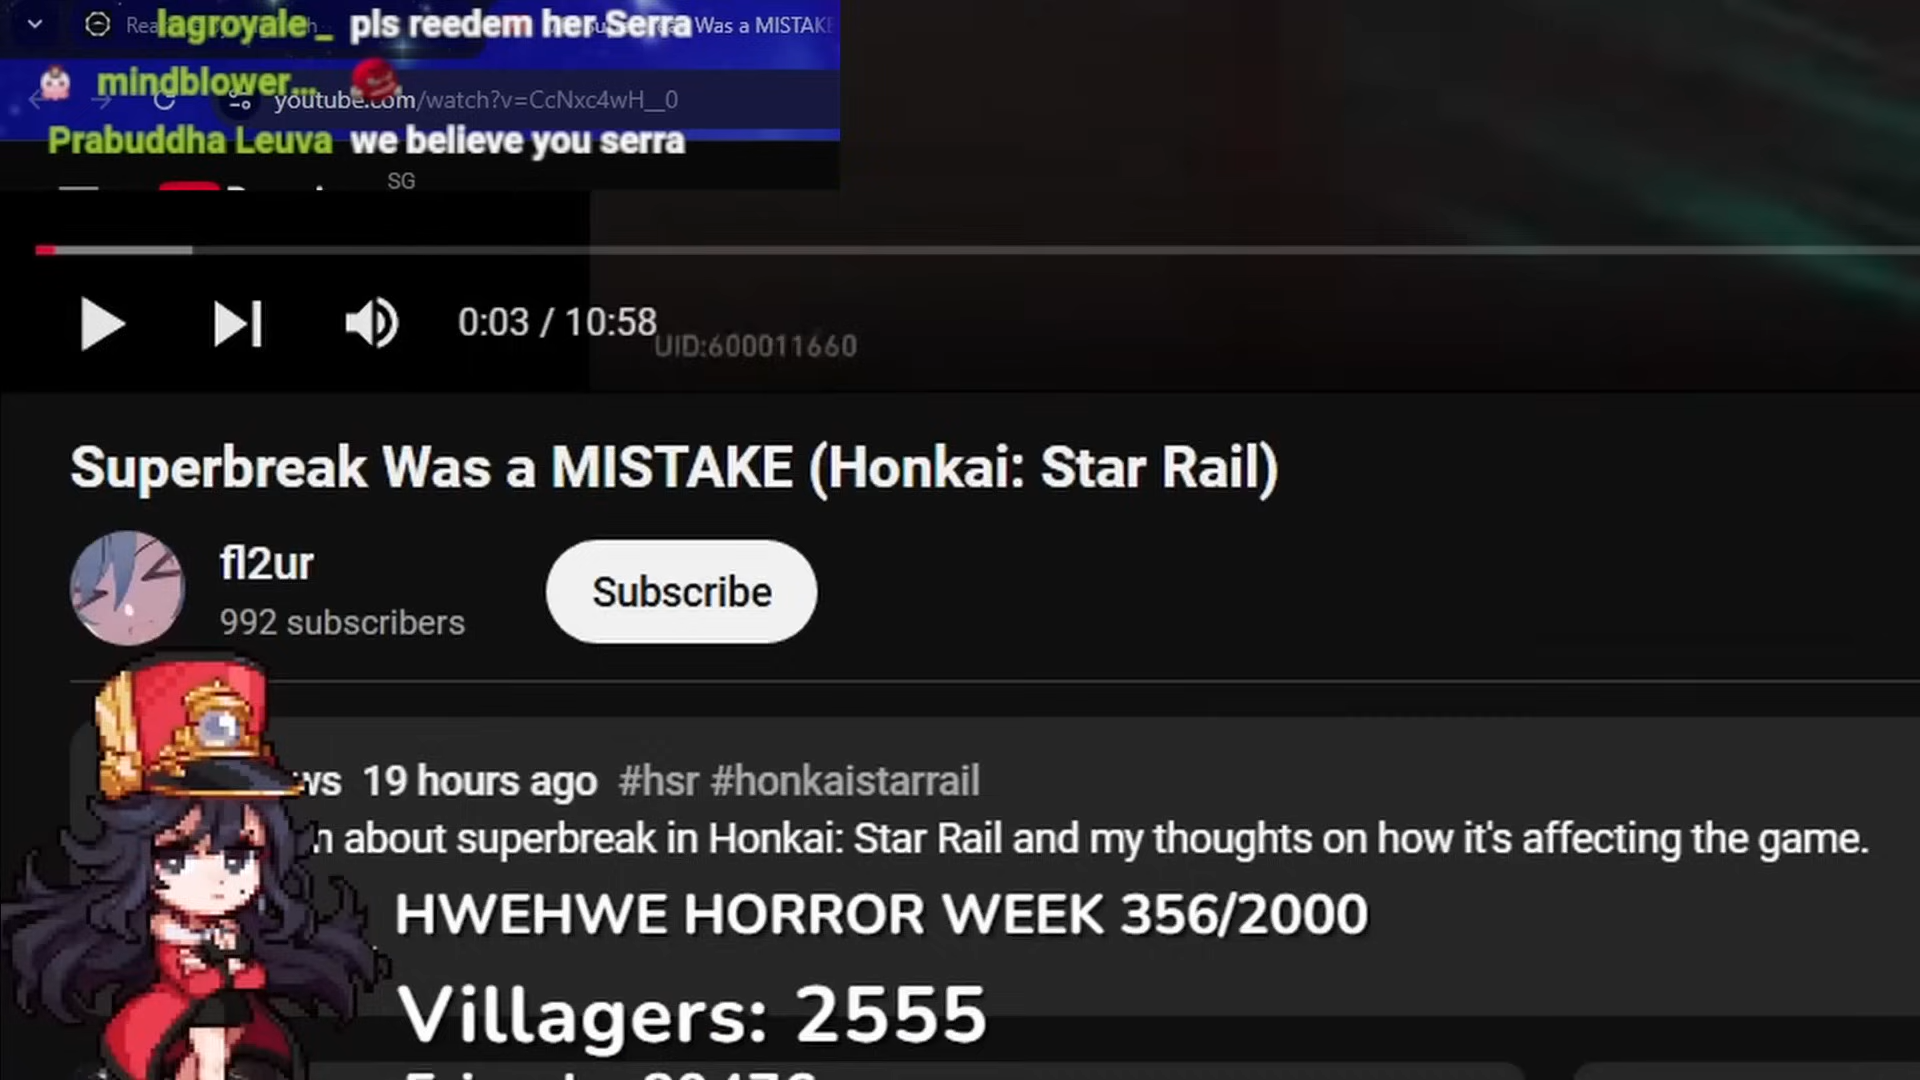 lagroyale_ pls reedem her Serra Was a MISTAKE
mindblower...
youtube.com/watch?v=CcNxc4wH__0
Prabuddha Leuva we believe you serra
SG
0:03 / 10:58
UID:600011660
Superbreak Was a MISTAKE (Honkai: Star Rail)
fl2ur
Subscribe
992 subscribers
ws 19 hours ago #hsr #honkaistarrail
n about superbreak in Honkai: Star Rail and my thoughts on how it's affecting the game.
HWEHWE HORROR WEEK 356/2000
Villagers: 2555